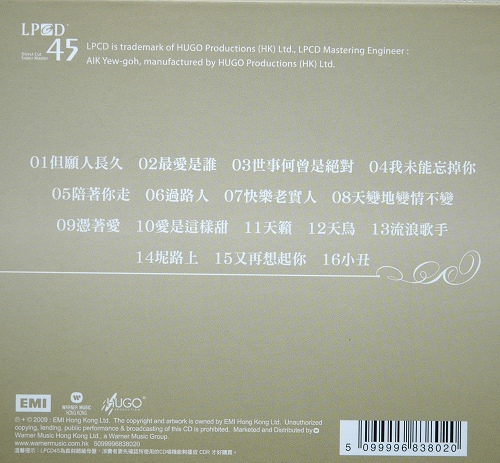 LPCD 45
Direct-Cut Super Master
LPCD is trademark of HUGO Productions (HK) Ltd., LPCD Mastering Engineer :
AIK Yew-goh, manufactured by HUGO Productions (HK) Ltd.
01但願人長久 02最愛是誰 03世事何曾是絕對 04我未能忘掉你
05陪著你走 06過路人 07快樂老實人 08天變地變情不變
09憑著愛 10愛是這樣甜 11天籟 12天鳥 13流浪歌手
14坭路上 15又再想起你 16小丑
EMI WARNER MUSIC HONG KONG HUGO
℗ + © 2009 : EMI Hong Kong Ltd. The copyright and artwork is owned by EMI Hong Kong Ltd. Unauthorized
copying, lending, public performance & broadcasting of this CD is prohibited. Marketed and Distributed by
Warner Music Hong Kong Ltd., a Warner Music Group.
www.warnermusic.com.hk 5099996838020
5 099996 838020